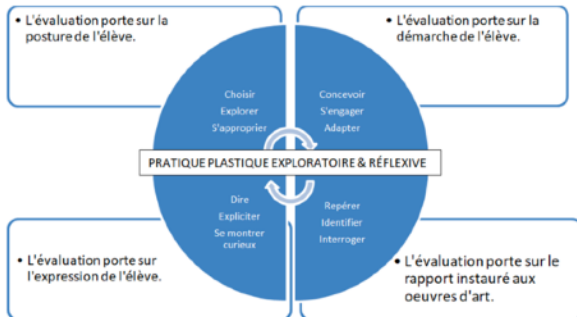 • L'évaluation porte sur la
posture de l'élève.
• L'évaluation porte sur la
démarche de l'élève.
Choisir
Explorer
S'approprier
Concevoir
S'engager
Adapter
PRATIQUE PLASTIQUE EXPLORATOIRE & RÉFLEXIVE
Dire
Expliciter
Se montrer
curieux
Repérer
Identifier
Interroger
• L'évaluation porte sur
l'expression de l'élève.
• L'évaluation porte sur le
rapport instauré aux
oeuvres d'art.